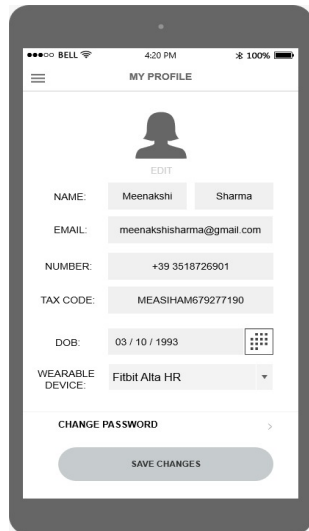 BELL 4:20 PM 100%
MY PROFILE
EDIT
NAME: Meenakshi Sharma
EMAIL: meenakshisharma@gmail.com
NUMBER: +39 3518726901
TAX CODE: MEASIHAM679277190
DOB: 03 / 10 / 1993
WEARABLE
DEVICE: Fitbit Alta HR
CHANGE PASSWORD >
SAVE CHANGES